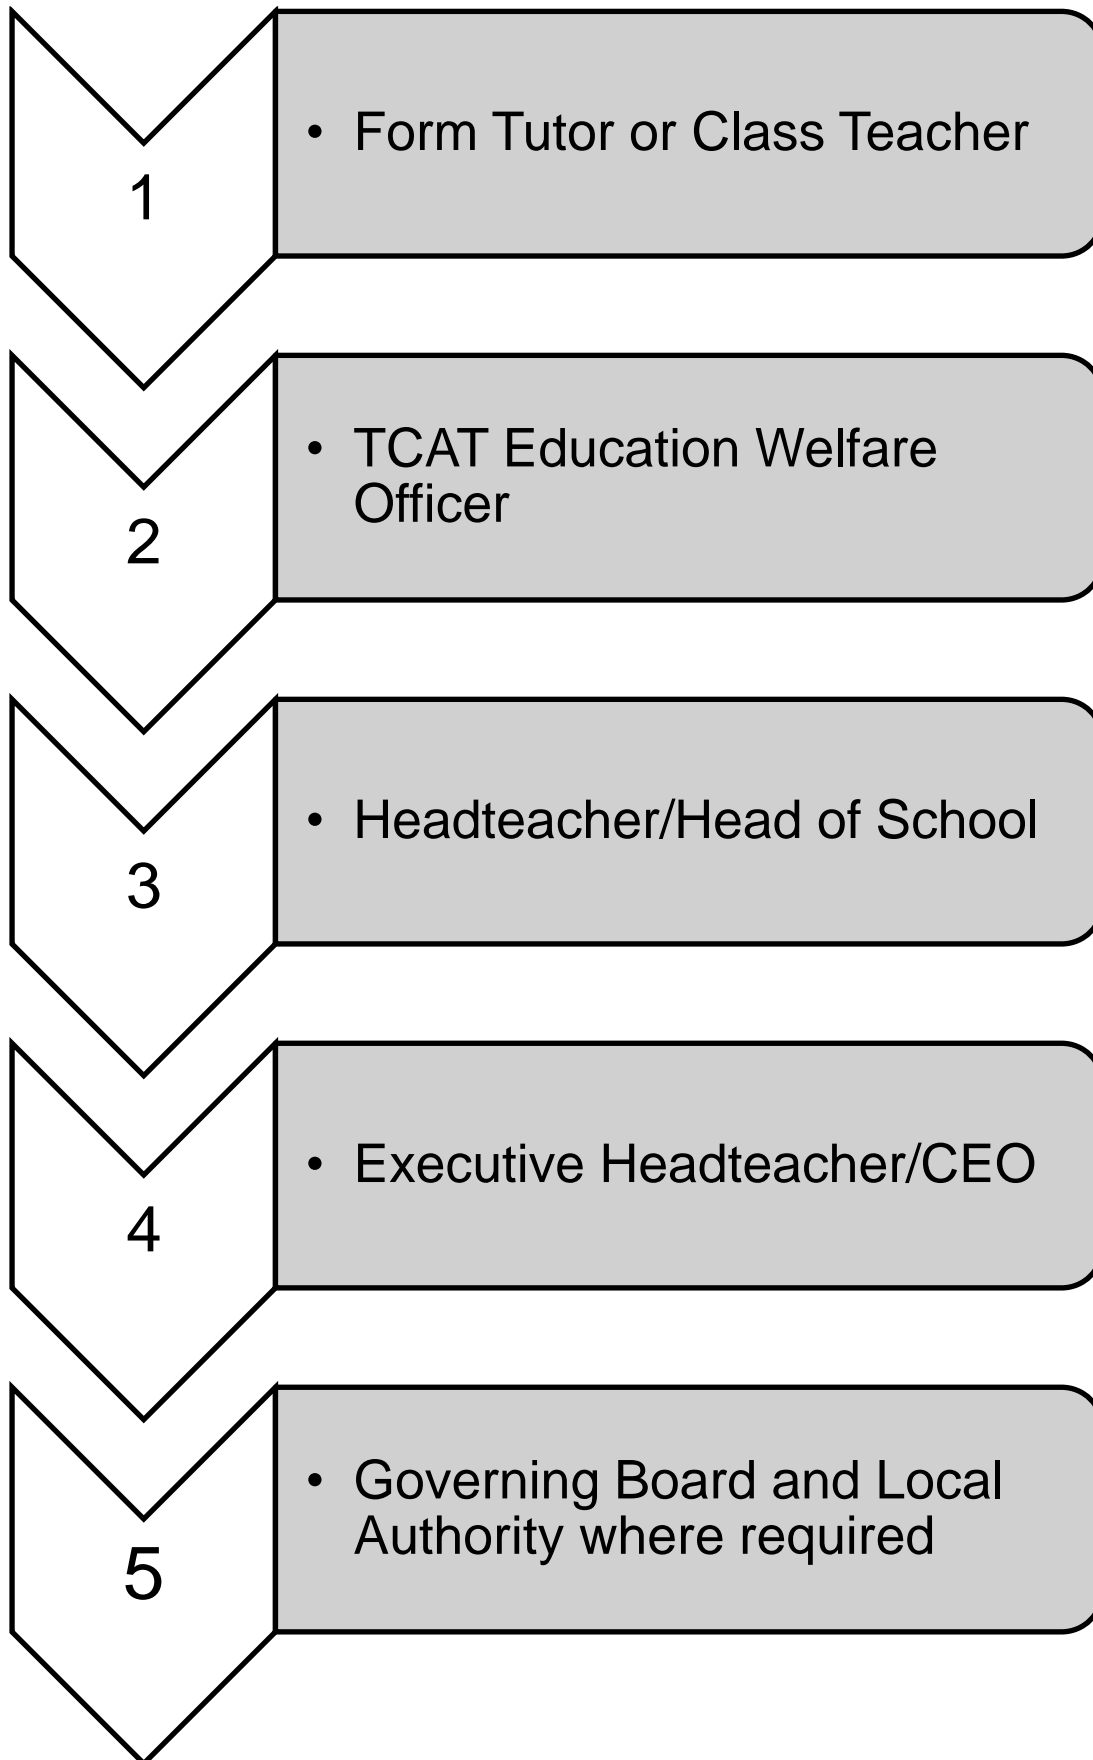 1
• Form Tutor or Class Teacher
2
• TCAT Education Welfare
Officer
3
• Headteacher/Head of School
4
• Executive Headteacher/CEO
5
• Governing Board and Local
Authority where required